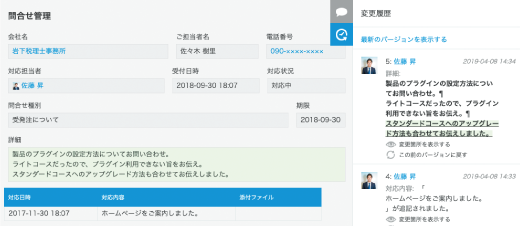 問合せ管理
会社名
ご担当者名
電話番号
岩下税理士事務所
佐々木 樹里
090-××××-××××
対応担当者
受付日時
対応状況
佐藤 昇
2018-09-30 18:07
対応中
問合せ種別
期限
受発注について
2018-09-30
詳細
製品のプラグインの設定方法についてお問い合わせ。
ライトコースだったので、プラグイン利用できない旨をお伝え。
スタンダードコースへのアップグレード方法も合わせてお伝えしました。
対応日時
対応内容
添付ファイル
2017-11-30 18:07
ホームページをご案内しました。
変更履歴
最新のバージョンを表示する
5: 佐藤 昇
2019-04-08 14:34
詳細:
製品のプラグインの設定方法につい
てお問い合わせ。¶
ライトコースだったので、プラグイン
利用できない旨をお伝え。¶
スタンダードコースへのアップグレー
ド方法も合わせてお伝えしました。
変更箇所を表示する
この前のバージョンに戻す
4: 佐藤 昇
2019-04-08 14:33
対応内容: 「
ホームページをご案内しました。
」が追記されました。
変更箇所を表示する